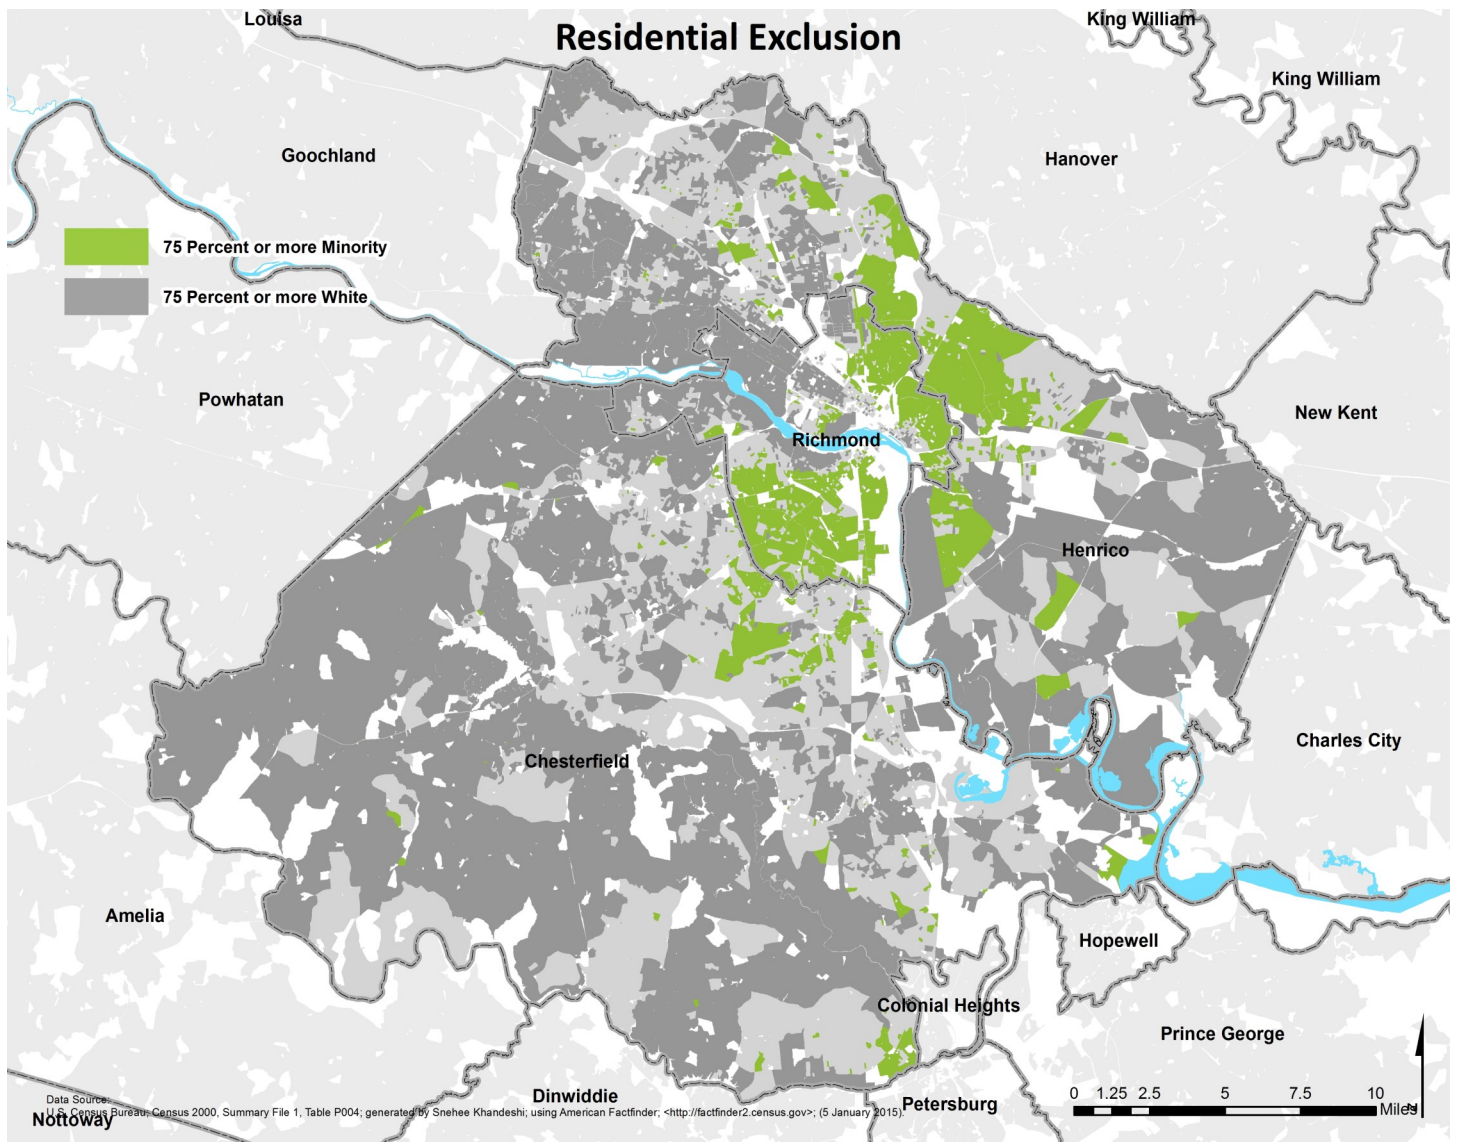 Louisa
King William
Residential Exclusion
King William
Goochland
Hanover
75 Percent or more Minority
75 Percent or more White
Powhatan
New Kent
Richmond
Henrico
Chesterfield
Charles City
Amelia
Hopewell
Colonial Heights
Prince George
Dinwiddie
Petersburg
Nottoway
0 1.25 2.5 5 7.5 10
Miles
N
Data Source:
U.S. Census Bureau; Census 2000, Summary File 1, Table P004; generated by Snehee Khandeshi; using American Factfinder; <http://factfinder2.census.gov>; (5 January 2015).